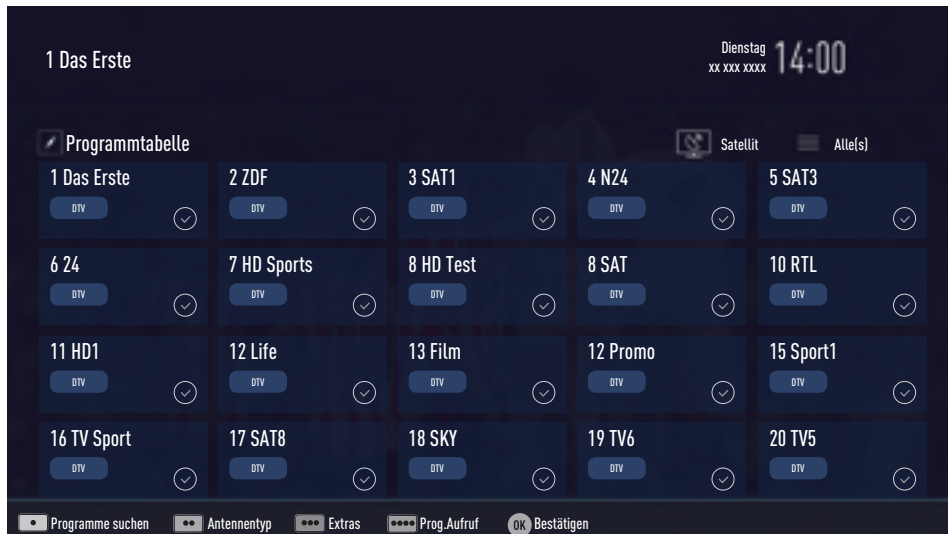 1 Das Erste
Dienstag
xx xxx xxxx
14:00
Programmtabelle
Satellit
Alle(s)
1 Das Erste
2 ZDF
3 SAT1
4 N24
5 SAT3
DTV
DTV
DTV
DTV
DTV
6 24
7 HD Sports
8 HD Test
8 SAT
10 RTL
DTV
DTV
DTV
DTV
DTV
11 HD1
12 Life
13 Film
12 Promo
15 Sport1
DTV
DTV
DTV
DTV
DTV
16 TV Sport
17 SAT8
18 SKY
19 TV6
20 TV5
DTV
DTV
DTV
DTV
DTV
Programme suchen
Antennentyp
Extras
Prog.Aufruf
OK Bestätigen